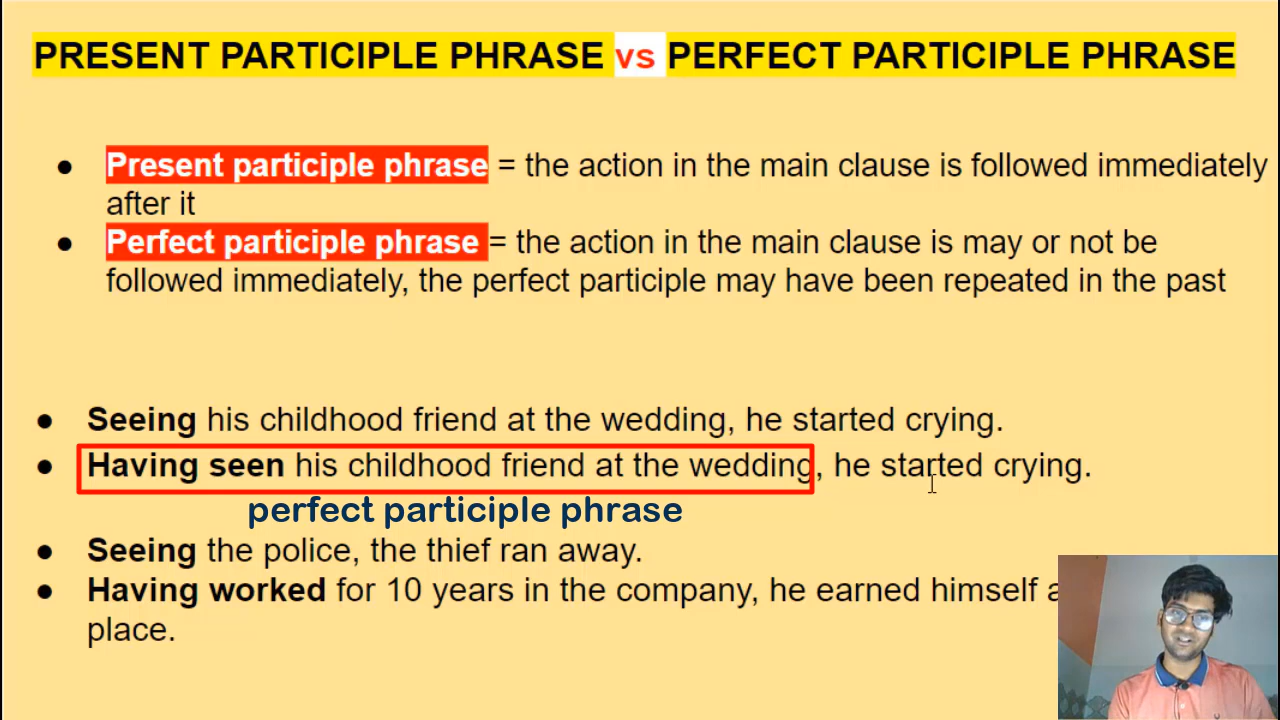 PRESENT PARTICIPLE PHRASE vs PERFECT PARTICIPLE PHRASE
● Present participle phrase = the action in the main clause is followed immediately
after it
● Perfect participle phrase = the action in the main clause is may or not be
followed immediately, the perfect participle may have been repeated in the past
● Seeing his childhood friend at the wedding, he started crying.
● Having seen his childhood friend at the wedding, he started crying.
perfect participle phrase
● Seeing the police, the thief ran away.
● Having worked for 10 years in the company, he earned himself a
place.